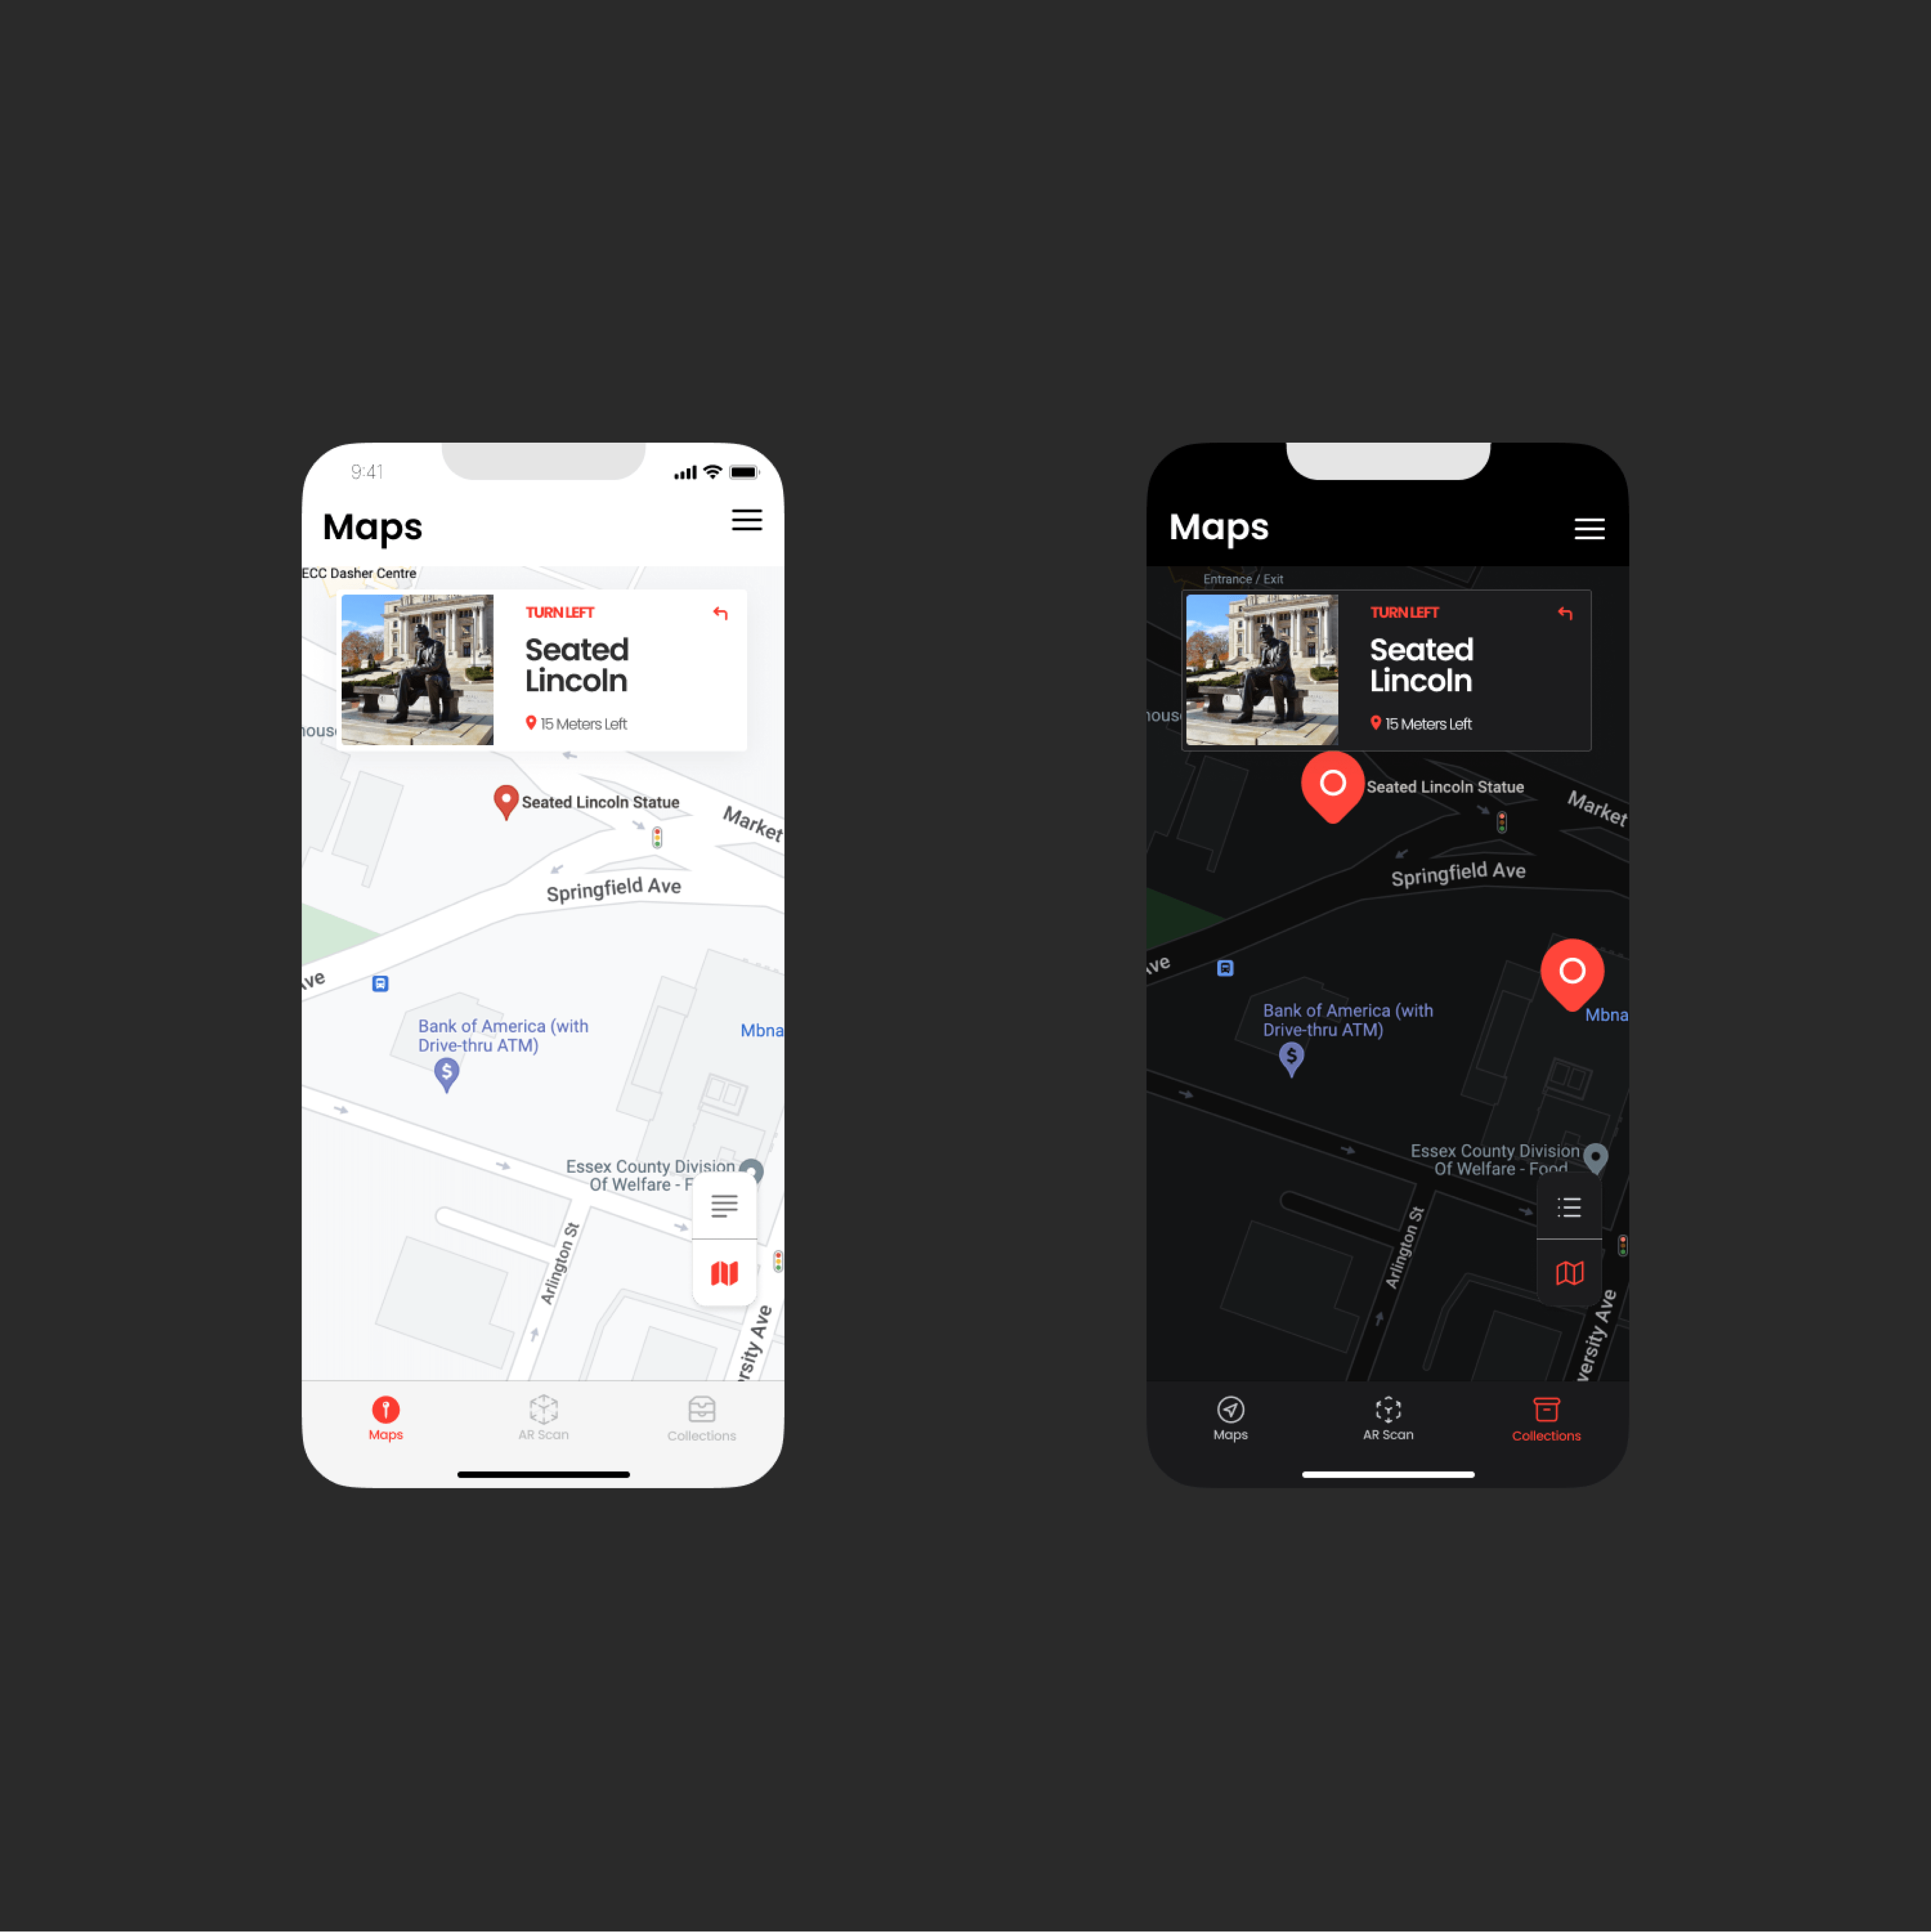 9:41
Maps
ECC Dasher Centre
TURN LEFT
Seated
Lincoln
15 Meters Left
Seated Lincoln Statue
Market
Springfield Ave
Bank of America (with
Drive-thru ATM)
$
Mbna
Essex County Division
Of Welfare - F
Arlington St
rsity Ave
Maps
AR Scan
Collections
Maps
Entrance / Exit
TURN LEFT
Seated
Lincoln
15 Meters Left
Seated Lincoln Statue
Market
Springfield Ave
Bank of America (with
Drive-thru ATM)
$
Mbna
Essex County Division
Of Welfare - Food
Arlington St
versity Ave
Maps
AR Scan
Collections